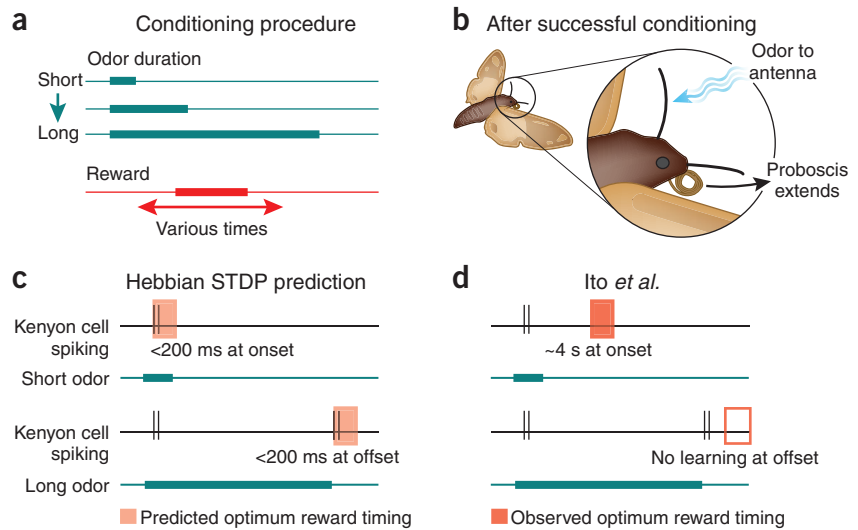 a Conditioning procedure
Odor duration
Short
Long
Reward
Various times
b After successful conditioning
Odor to
antenna
Proboscis
extends
c Hebbian STDP prediction
Kenyon cell
spiking
<200 ms at onset
Short odor
Kenyon cell
spiking
<200 ms at offset
Long odor
Predicted optimum reward timing
d Ito et al.
~4 s at onset
No learning at offset
Observed optimum reward timing